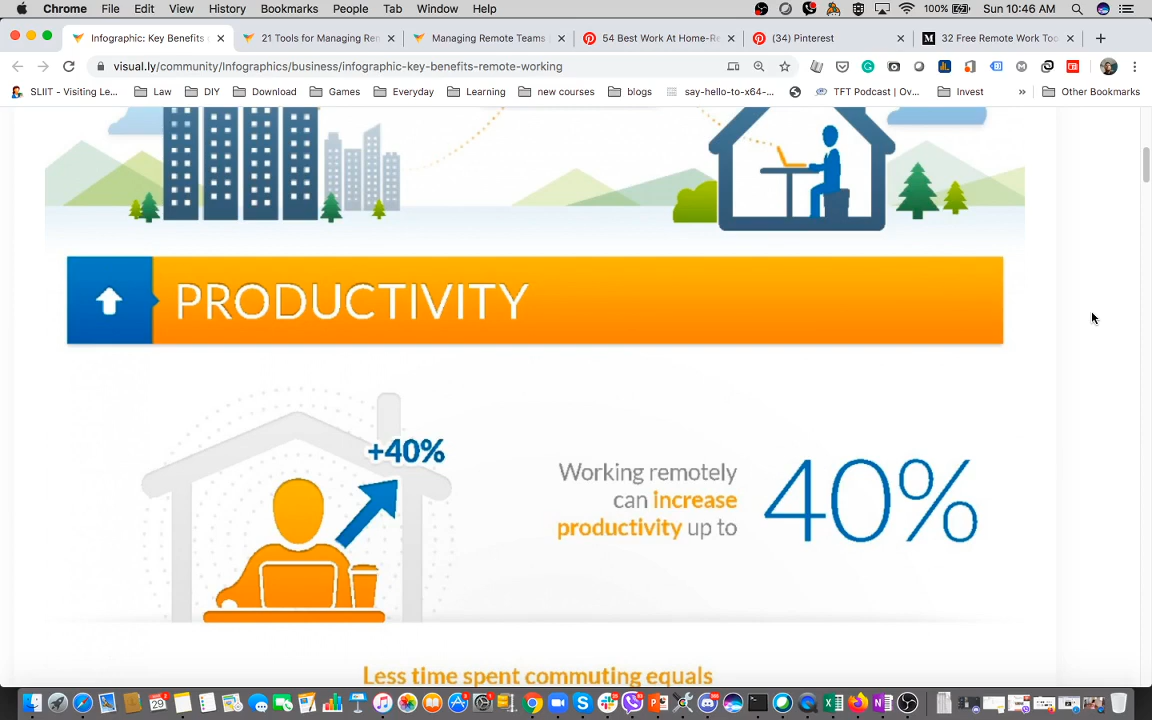 Chrome File Edit View History Bookmarks People Tab Window Help 100% Sun 10:46 AM
Infographic: Key Benefits 21 Tools for Managing Rem Managing Remote Teams 54 Best Work At Home-Re (34) Pinterest 32 Free Remote Work Too
visual.ly/community/Infographics/business/infographic-key-benefits-remote-working
SLIIT - Visiting Le... Law DIY Download Games Everyday Learning new courses blogs say-hello-to-x64-... TFT Podcast | Ov... Invest » Other Bookmarks
PRODUCTIVITY
+40%
Working remotely
can increase
productivity up to
40%
Less time spent commuting equals